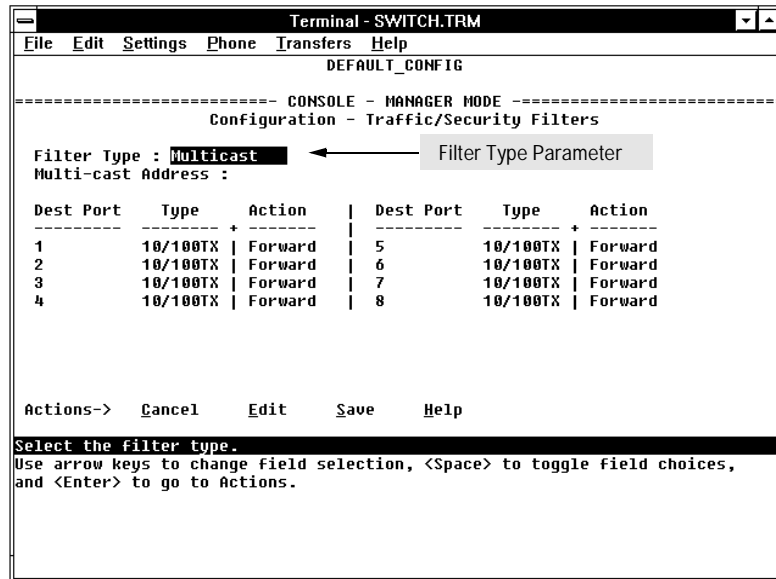 Terminal - SWITCH.TRM
File Edit Settings Phone Transfers Help
DEFAULT_CONFIG
==========================- CONSOLE - MANAGER MODE -==========================
Configuration - Traffic/Security Filters
Filter Type : Multicast
Filter Type Parameter
Multi-cast Address :
Dest Port Type Action | Dest Port Type Action
--------- -------- + ------- | --------- -------- + -------
1 10/100TX | Forward | 5 10/100TX | Forward
2 10/100TX | Forward | 6 10/100TX | Forward
3 10/100TX | Forward | 7 10/100TX | Forward
4 10/100TX | Forward | 8 10/100TX | Forward
Actions-> Cancel Edit Save Help
Select the filter type.
Use arrow keys to change field selection, <Space> to toggle field choices,
and <Enter> to go to Actions.